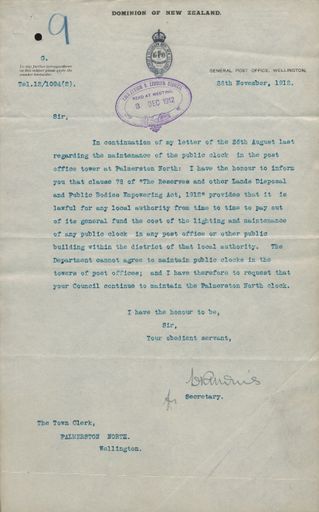 9
DOMINION OF NEW ZEALAND.
G.
In any further correspondence
on this subject please quote the
number hereunder.
Tel.12/1024(2).
GENERAL POST OFFICE, WELLINGTON,
26th November, 1912.
READ AT MEETING
DEC 1912
Sir,
In continuation of my letter of the 26th August last
regarding the maintenance of the public clock in the post
office tower at Palmerston North: I have the honour to inform
you that clause 78 of "The Reserves and other Lands Disposal
and Public Bodies Empowering Act, 1912" provides that it is
lawful for any local authority from time to time to pay out
of its general fund the cost of the lighting and maintenance
of any public clock in any post office or other public
building within the district of that local authority. The
Department cannot agree to maintain public clocks in the
towers of post offices; and I have therefore to request that
your Council continue to maintain the Palmerston North clock.
I have the honour to be,
Sir,
Your obedient servant,
Secretary.
The Town Clerk,
PALMERSTON NORTH.
Wellington.